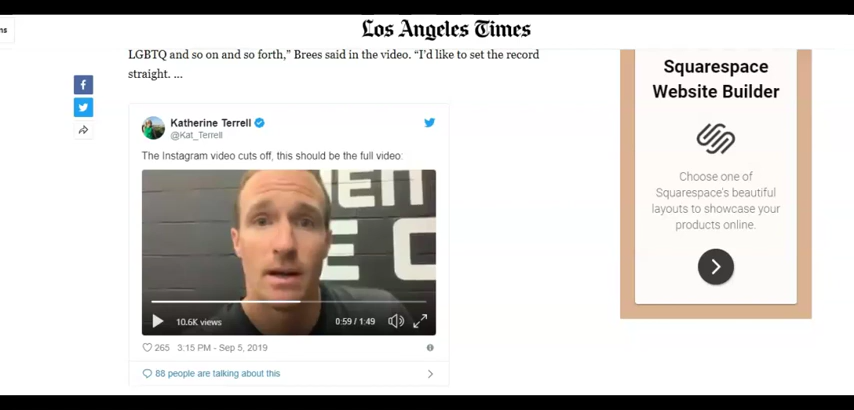 Los Angeles Times
ns
LGBTQ and so on and so forth,” Brees said in the video. “I’d like to set the record
straight. ...
Katherine Terrell
@Kat_Terrell
The Instagram video cuts off, this should be the full video:
10.6K views
0:59 / 1:49
265 3:15 PM - Sep 5, 2019
88 people are talking about this
Squarespace
Website Builder
Choose one of
Squarespace's beautiful
layouts to showcase your
products online.